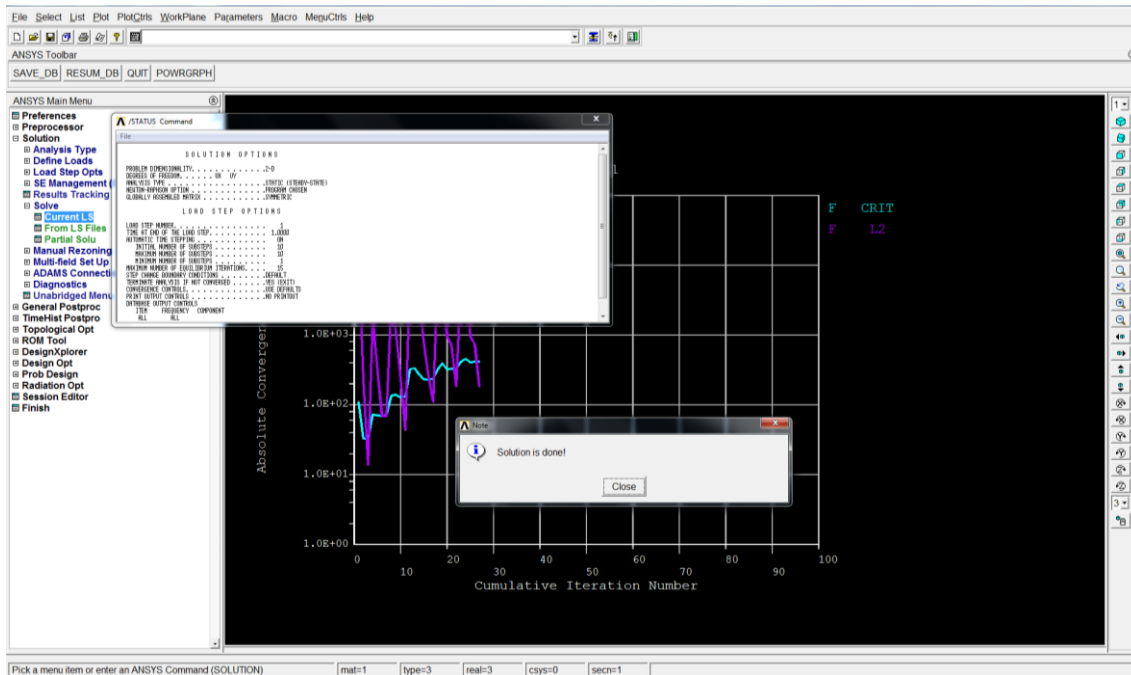 File Select List Plot PlotCtrls WorkPlane Parameters Macro MenuCtrls Help
ANSYS Toolbar
SAVE_DB RESUM_DB QUIT POWRGRPH
ANSYS Main Menu
Preferences
Preprocessor
Solution
Analysis Type
Define Loads
Load Step Opts
SE Management (
Results Tracking
Solve
Current LS
From LS Files
Partial Solu
Manual Rezoning
Multi-field Set Up
ADAMS Connecti
Diagnostics
Unabridged Menu
General Postproc
TimeHist Postpro
Topological Opt
ROM Tool
DesignXplorer
Design Opt
Prob Design
Radiation Opt
Session Editor
Finish
/STATUS Command
File
SOLUTION OPTIONS
PROBLEM DIMENSIONALITY. . . . . . . . . . . . .2-D
DEGREES OF FREEDOM. . . . . . UX UY
ANALYSIS TYPE . . . . . . . . . . . . . . . . .STATIC (STEADY-STATE)
NEWTON-RAPHSON OPTION . . . . . . . . . . . . .PROGRAM CHOSEN
GLOBALLY ASSEMBLED MATRIX . . . . . . . . . . .SYMMETRIC
LOAD STEP OPTIONS
LOAD STEP NUMBER. . . . . . . . . . . . . . . . 1
TIME AT END OF THE LOAD STEP. . . . . . . . . . 1.0000
AUTOMATIC TIME STEPPING . . . . . . . . . . . . ON
INITIAL NUMBER OF SUBSTEPS . . . . . . . . . 10
MAXIMUM NUMBER OF SUBSTEPS . . . . . . . . . 10
MINIMUM NUMBER OF SUBSTEPS . . . . . . . . . 1
MAXIMUM NUMBER OF EQUILIBRIUM ITERATIONS. . . . 15
STEP CHANGE BOUNDARY CONDITIONS . . . . . . . .DEFAULT
TERMINATE ANALYSIS IF NOT CONVERGED . . . . . .YES (EXIT)
CONVERGENCE CONTROLS. . . . . . . . . . . . . .USE DEFAULTS
PRINT OUTPUT CONTROLS . . . . . . . . . . . . .NO PRINTOUT
DATABASE OUTPUT CONTROLS
ITEM FREQUENCY COMPONENT
ALL ALL
1
F CRIT
F L2
Absolute Convergen
1.0E+03
1.0E+02
1.0E+01
1.0E+00
0 10 20 30 40 50 60 70 80 90 100
Cumulative Iteration Number
Note
Solution is done!
Close
1
3
Pick a menu item or enter an ANSYS Command (SOLUTION) mat=1 type=3 real=3 csys=0 secn=1